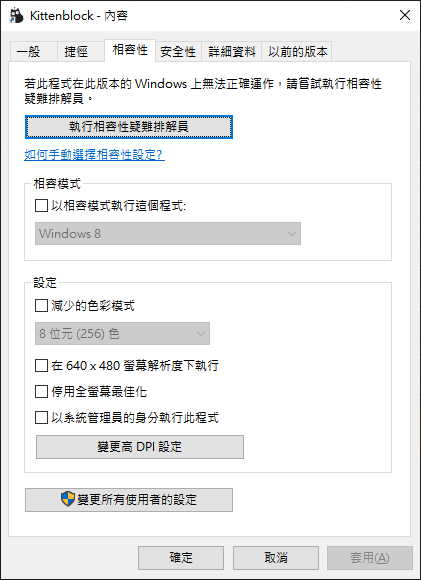 Kittenblock - 內容
一般 捷徑 相容性 安全性 詳細資料 以前的版本
若此程式在此版本的 Windows 上無法正確運作，請嘗試執行相容性
疑難排解員。
執行相容性疑難排解員
如何手動選擇相容性設定?
相容模式
以相容模式執行這個程式:
Windows 8
設定
減少的色彩模式
8 位元 (256) 色
在 640 x 480 螢幕解析度下執行
停用全螢幕最佳化
以系統管理員的身分執行此程式
變更高 DPI 設定
變更所有使用者的設定
確定 取消 套用(A)